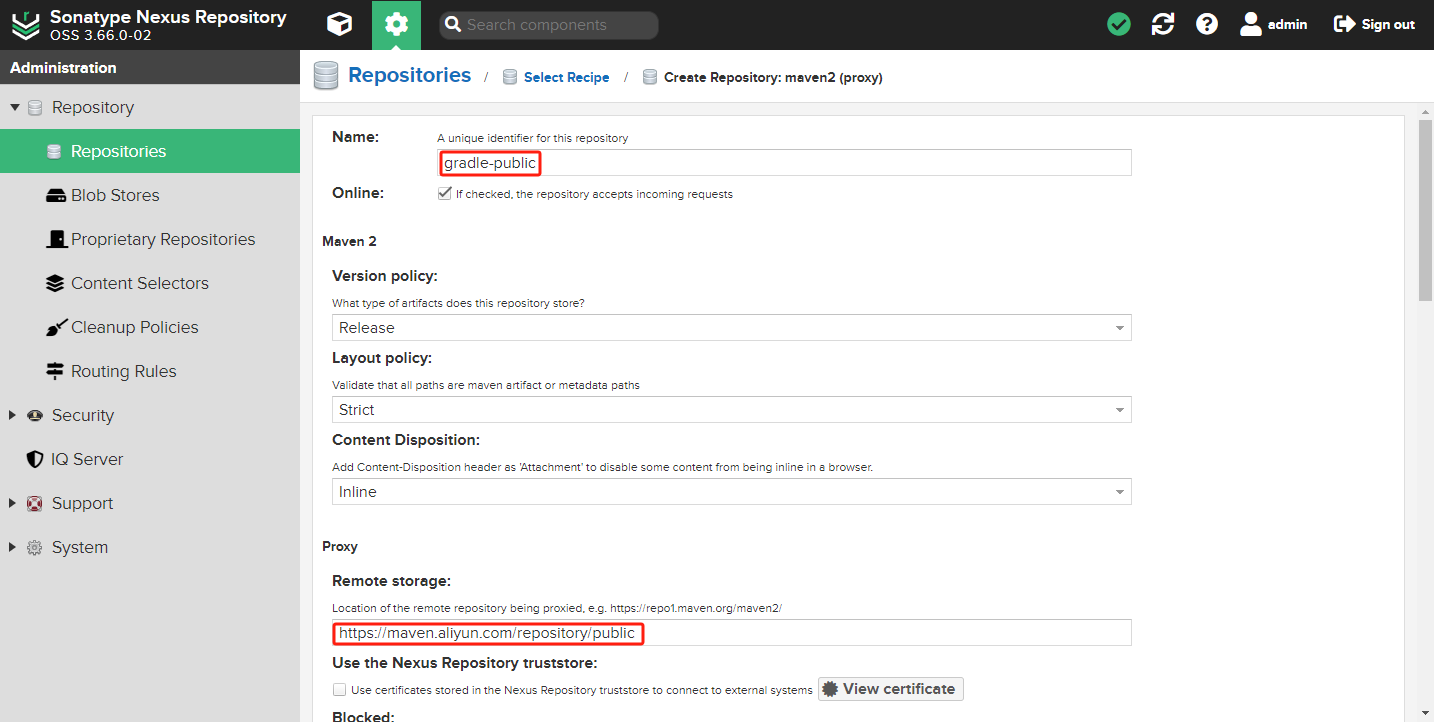 Sonatype Nexus Repository
OSS 3.66.0-02
Search components
admin
Sign out
Administration
Repository
Repositories
Blob Stores
Proprietary Repositories
Content Selectors
Cleanup Policies
Routing Rules
Security
IQ Server
Support
System
Repositories / Select Recipe / Create Repository: maven2 (proxy)
Name: A unique identifier for this repository
gradle-public
Online: If checked, the repository accepts incoming requests
Maven 2
Version policy:
What type of artifacts does this repository store?
Release
Layout policy:
Validate that all paths are maven artifact or metadata paths
Strict
Content Disposition:
Add Content-Disposition header as 'Attachment' to disable some content from being inline in a browser.
Inline
Proxy
Remote storage:
Location of the remote repository being proxied, e.g. https://repo1.maven.org/maven2/
https://maven.aliyun.com/repository/public
Use the Nexus Repository truststore:
Use certificates stored in the Nexus Repository truststore to connect to external systems View certificate
Blocked: